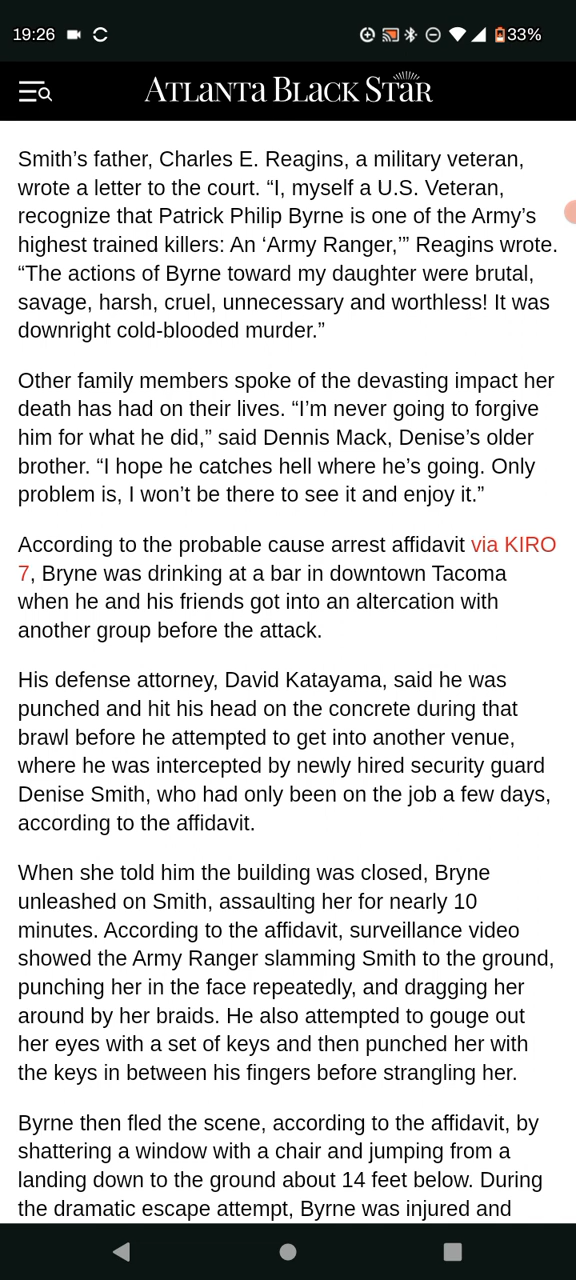 19:26
33%
ATLANTA BLACK STAR
Smith’s father, Charles E. Reagins, a military veteran,
wrote a letter to the court. “I, myself a U.S. Veteran,
recognize that Patrick Philip Byrne is one of the Army’s
highest trained killers: An ‘Army Ranger,’” Reagins wrote.
“The actions of Byrne toward my daughter were brutal,
savage, harsh, cruel, unnecessary and worthless! It was
downright cold-blooded murder.”
Other family members spoke of the devasting impact her
death has had on their lives. “I’m never going to forgive
him for what he did,” said Dennis Mack, Denise’s older
brother. “I hope he catches hell where he’s going. Only
problem is, I won’t be there to see it and enjoy it.”
According to the probable cause arrest affidavit via KIRO
7, Bryne was drinking at a bar in downtown Tacoma
when he and his friends got into an altercation with
another group before the attack.
His defense attorney, David Katayama, said he was
punched and hit his head on the concrete during that
brawl before he attempted to get into another venue,
where he was intercepted by newly hired security guard
Denise Smith, who had only been on the job a few days,
according to the affidavit.
When she told him the building was closed, Bryne
unleashed on Smith, assaulting her for nearly 10
minutes. According to the affidavit, surveillance video
showed the Army Ranger slamming Smith to the ground,
punching her in the face repeatedly, and dragging her
around by her braids. He also attempted to gouge out
her eyes with a set of keys and then punched her with
the keys in between his fingers before strangling her.
Byrne then fled the scene, according to the affidavit, by
shattering a window with a chair and jumping from a
landing down to the ground about 14 feet below. During
the dramatic escape attempt, Byrne was injured and